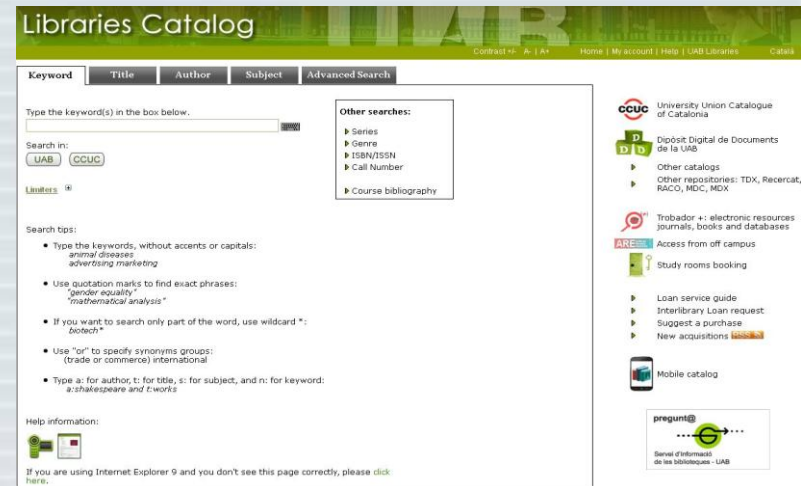 Libraries Catalog
Contrast +/- A- | A+ Home | My account | Help | UAB Libraries Català
Keyword Title Author Subject Advanced Search
Type the keyword(s) in the box below.
Search in:
UAB CCUC
Limiters
Other searches:
Series
Genre
ISBN/ISSN
Call Number
Course bibliography
Search tips:
Type the keywords, without accents or capitals:
animal diseases
advertising marketing
Use quotation marks to find exact phrases:
"gender equality"
"mathematical analysis"
If you want to search only part of the word, use wildcard *:
biotech*
Use "or" to specify synonyms groups:
(trade or commerce) international
Type a: for author, t: for title, s: for subject, and n: for keyword:
a:shakespeare and t:works
Help information:
If you are using Internet Explorer 9 and you don't see this page correctly, please click
here.
CCUC
University Union Catalogue
of Catalonia
D
D D
Dipòsit Digital de Documents
de la UAB
Other catalogs
Other repositories: TDX, Recercat,
RACO, MDC, MDX
Trobador +: electronic resources
journals, books and databases
ARE
Access from off campus
Study rooms booking
Loan service guide
Interlibrary Loan request
Suggest a purchase
New acquisitions
Mobile catalog
pregunt@
Servei d'Informació
de les biblioteques - UAB